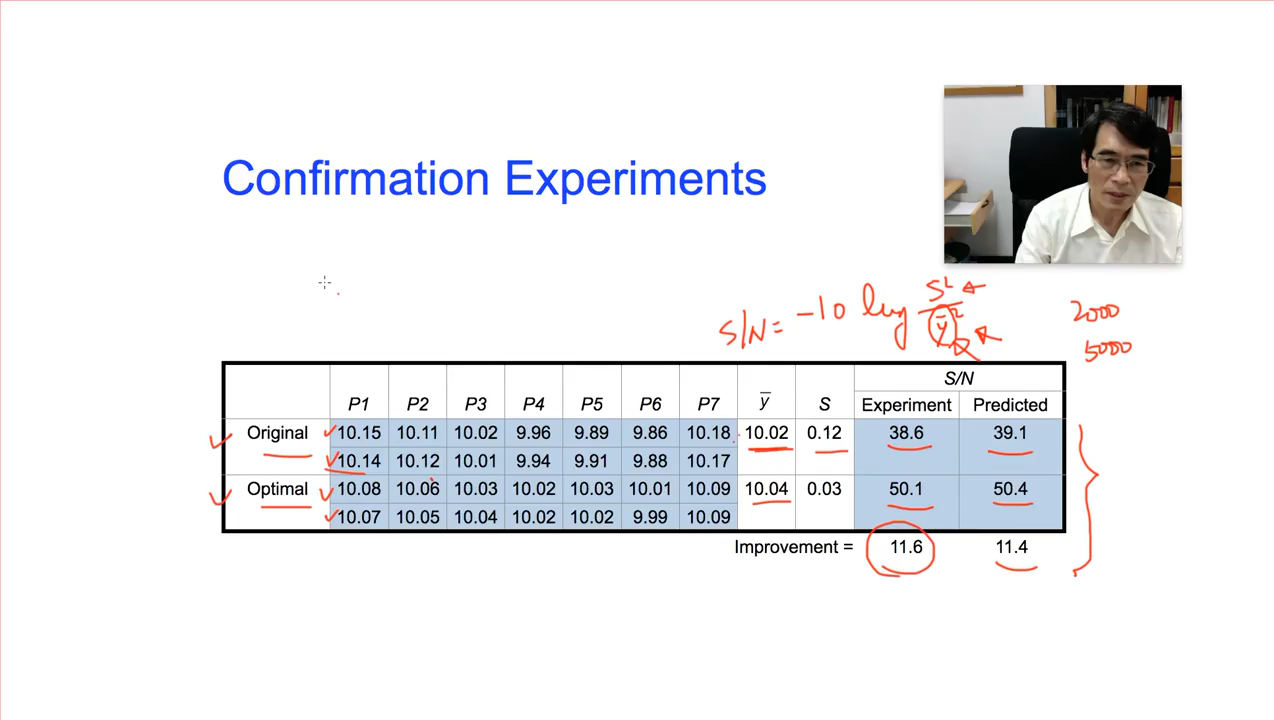 Confirmation Experiments
S/N = -10 log S²/ȳ²
2000
5000
S/N
P1 P2 P3 P4 P5 P6 P7 ȳ S Experiment Predicted
Original 10.15 10.11 10.02 9.96 9.89 9.86 10.18 10.02 0.12 38.6 39.1
10.14 10.12 10.01 9.94 9.91 9.88 10.17
Optimal 10.08 10.06 10.03 10.02 10.03 10.01 10.09 10.04 0.03 50.1 50.4
10.07 10.05 10.04 10.02 10.02 9.99 10.09
Improvement = 11.6 11.4